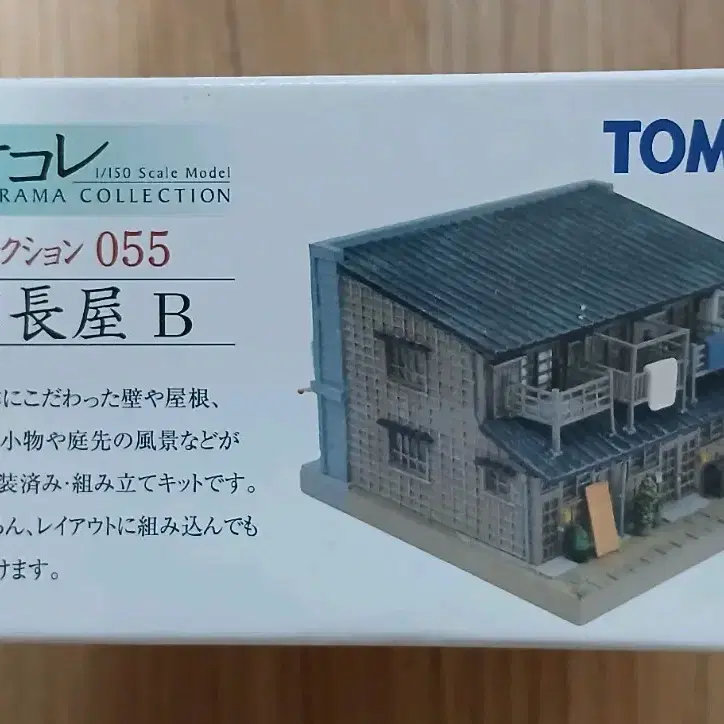 コレ
1/150 Scale Model
RAMA COLLECTION
クション 055
長屋 B
にこだわった壁や屋根、
小物や庭先の風景などが
装済み・組み立てキットです。
ん、レイアウトに組み込んでも
けます。
TOM